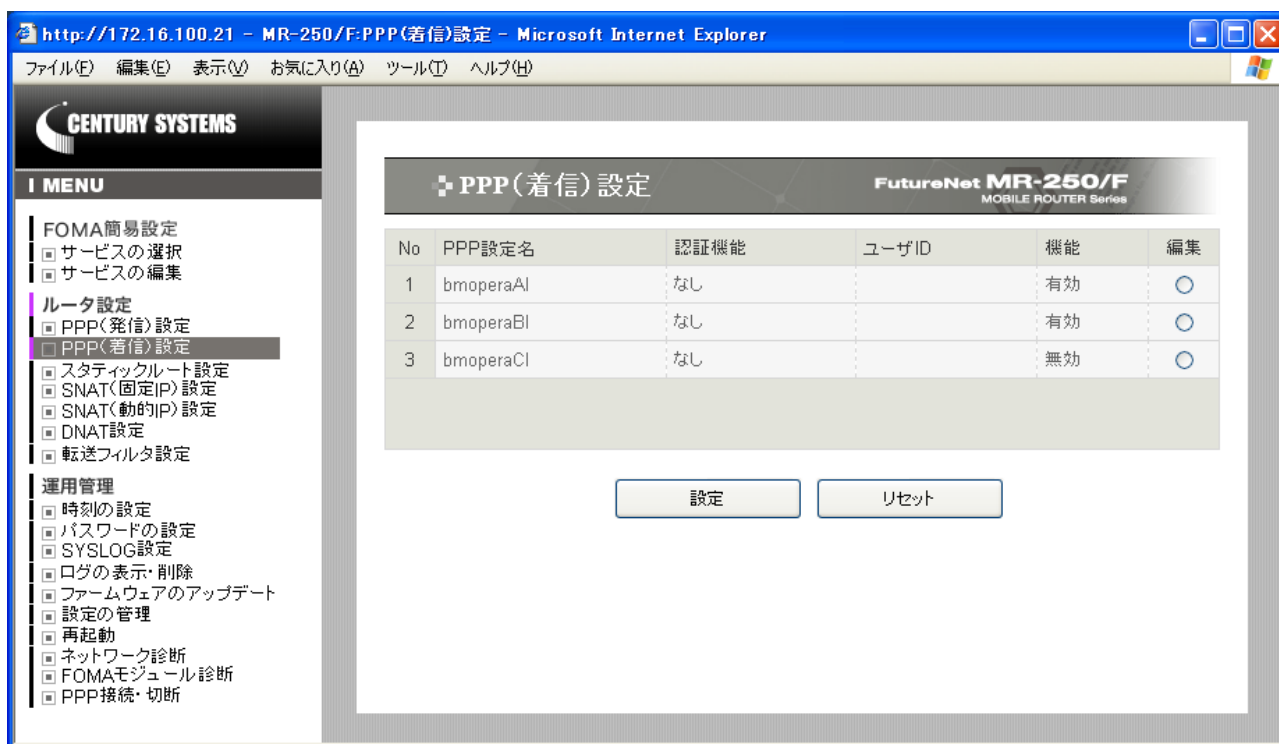 http://172.16.100.21 - MR-250/F:PPP(着信)設定 - Microsoft Internet Explorer
ファイル(F) 編集(E) 表示(V) お気に入り(A) ツール(T) ヘルプ(H)
CENTURY SYSTEMS
MENU
FOMA簡易設定
サービスの選択
サービスの編集
ルータ設定
PPP(発信)設定
PPP(着信)設定
スタティックルート設定
SNAT(固定IP)設定
SNAT(動的IP)設定
DNAT設定
転送フィルタ設定
運用管理
時刻の設定
パスワードの設定
SYSLOG設定
ログの表示・削除
ファームウェアのアップデート
設定の管理
再起動
ネットワーク診断
FOMAモジュール診断
PPP接続・切断
PPP(着信)設定
FutureNet MR-250/F
MOBILE ROUTER Series
No PPP設定名 認証機能 ユーザID 機能 編集
1 bmoperaAI なし 有効
2 bmoperaBI なし 有効
3 bmoperaCI なし 無効
設定 リセット